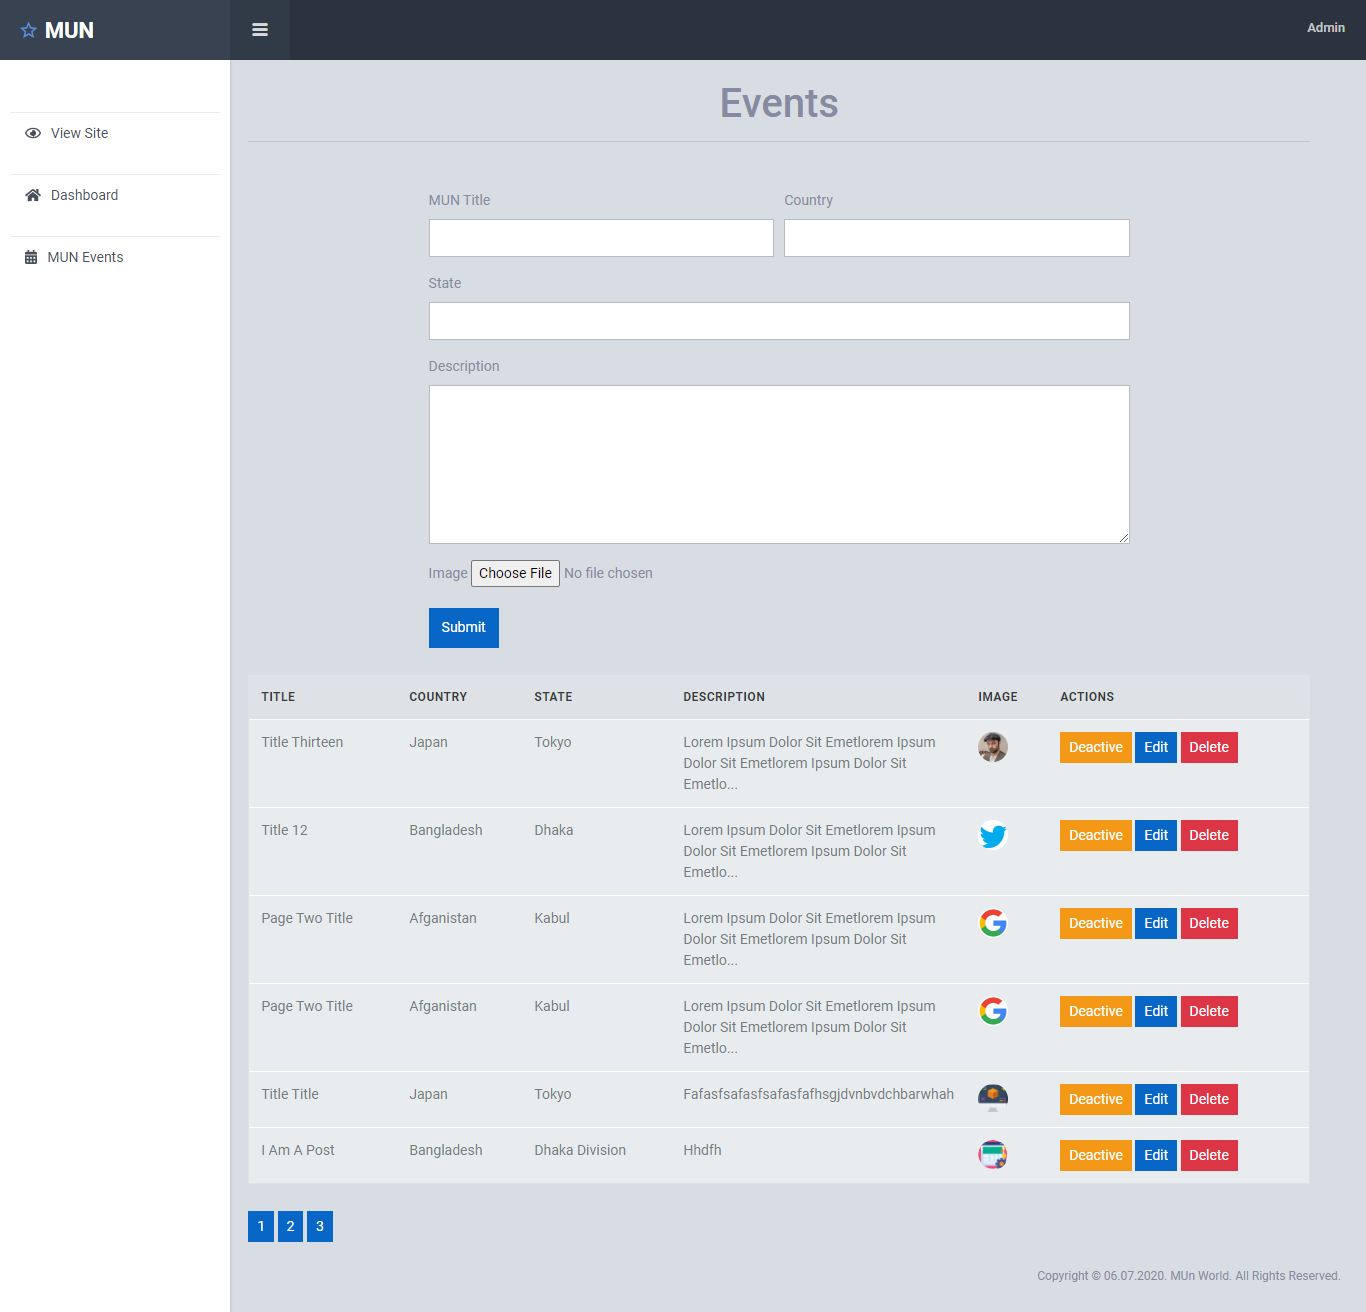 MUN
Admin
View Site
Dashboard
MUN Events
Events
MUN Title Country
State
Description
Image Choose File No file chosen
Submit
TITLE COUNTRY STATE DESCRIPTION IMAGE ACTIONS
Title Thirteen Japan Tokyo Lorem Ipsum Dolor Sit Emetlorem Ipsum Deactive Edit Delete
Dolor Sit Emetlorem Ipsum Dolor Sit
Emetlo...
Title 12 Bangladesh Dhaka Lorem Ipsum Dolor Sit Emetlorem Ipsum Deactive Edit Delete
Dolor Sit Emetlorem Ipsum Dolor Sit
Emetlo...
Page Two Title Afganistan Kabul Lorem Ipsum Dolor Sit Emetlorem Ipsum Deactive Edit Delete
Dolor Sit Emetlorem Ipsum Dolor Sit
Emetlo...
Page Two Title Afganistan Kabul Lorem Ipsum Dolor Sit Emetlorem Ipsum Deactive Edit Delete
Dolor Sit Emetlorem Ipsum Dolor Sit
Emetlo...
Title Title Japan Tokyo Fafasfsafasfsafasfafhsgjdvnbvdchbarwhah Deactive Edit Delete
I Am A Post Bangladesh Dhaka Division Hhdfh Deactive Edit Delete
1 2 3
Copyright © 06.07.2020. MUn World. All Rights Reserved.